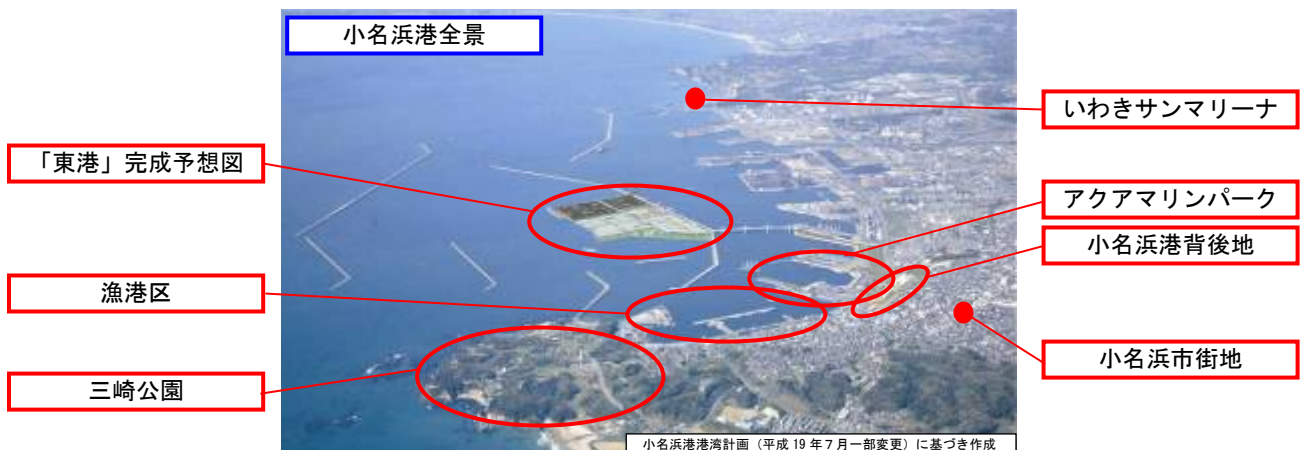 小名浜港全景
いわきサンマリーナ
「東港」完成予想図
アクアマリンパーク
小名浜港背後地
漁港区
小名浜市街地
三崎公園
小名浜港港湾計画（平成 19 年７月一部変更）に基づき作成